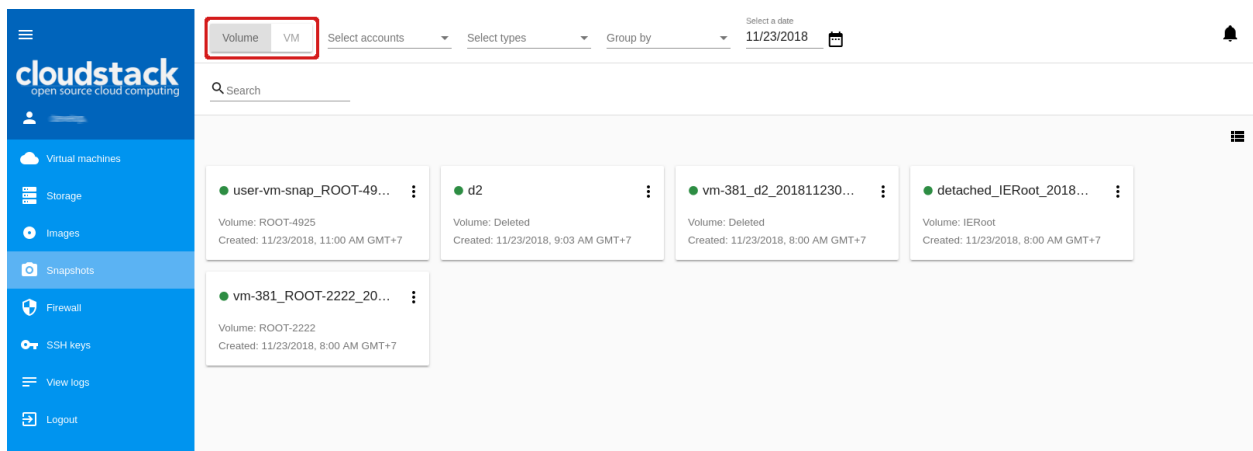 Select a date
Volume VM Select accounts Select types Group by 11/23/2018
cloudstack
open source cloud computing
Search
Virtual machines
Storage
Images
Snapshots
Firewall
SSH keys
View logs
Logout
user-vm-snap_ROOT-49...
Volume: ROOT-4925
Created: 11/23/2018, 11:00 AM GMT+7
d2
Volume: Deleted
Created: 11/23/2018, 9:03 AM GMT+7
vm-381_d2_201811230...
Volume: Deleted
Created: 11/23/2018, 8:00 AM GMT+7
detached_IERoot_2018...
Volume: IERoot
Created: 11/23/2018, 8:00 AM GMT+7
vm-381_ROOT-2222_20...
Volume: ROOT-2222
Created: 11/23/2018, 8:00 AM GMT+7